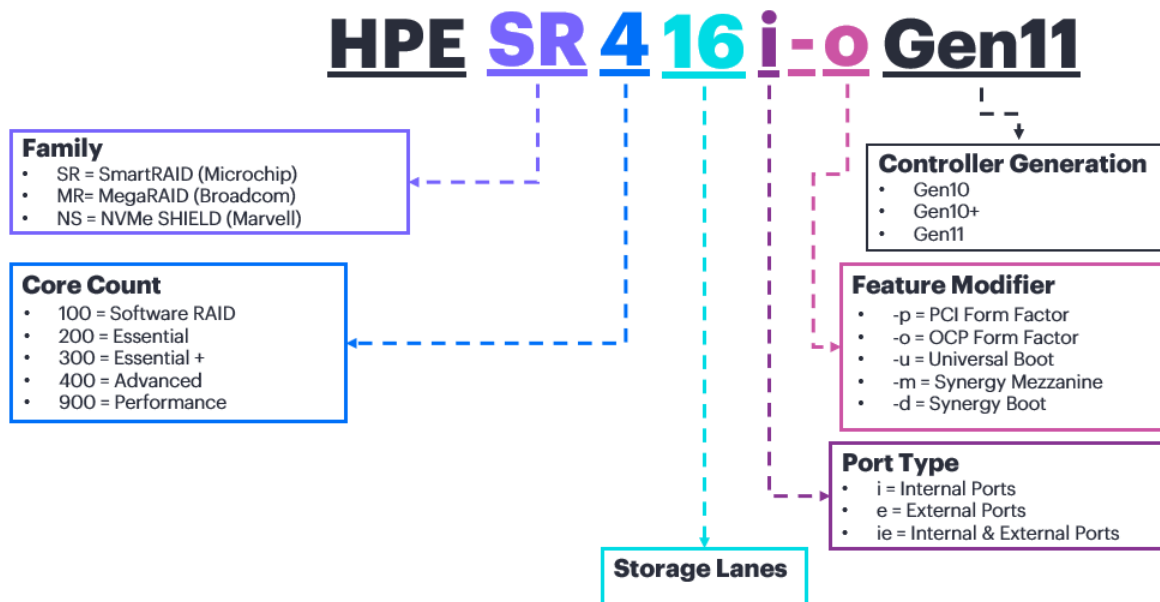 HPE SR 4 16 i - o Gen11
Family
• SR = SmartRAID (Microchip)
• MR= MegaRAID (Broadcom)
• NS = NVMe SHIELD (Marvell)
Core Count
• 100 = Software RAID
• 200 = Essential
• 300 = Essential +
• 400 = Advanced
• 900 = Performance
Controller Generation
• Gen10
• Gen10+
• Gen11
Feature Modifier
• -p = PCI Form Factor
• -o = OCP Form Factor
• -u = Universal Boot
• -m = Synergy Mezzanine
• -d = Synergy Boot
Port Type
• i = Internal Ports
• e = External Ports
• ie = Internal & External Ports
Storage Lanes